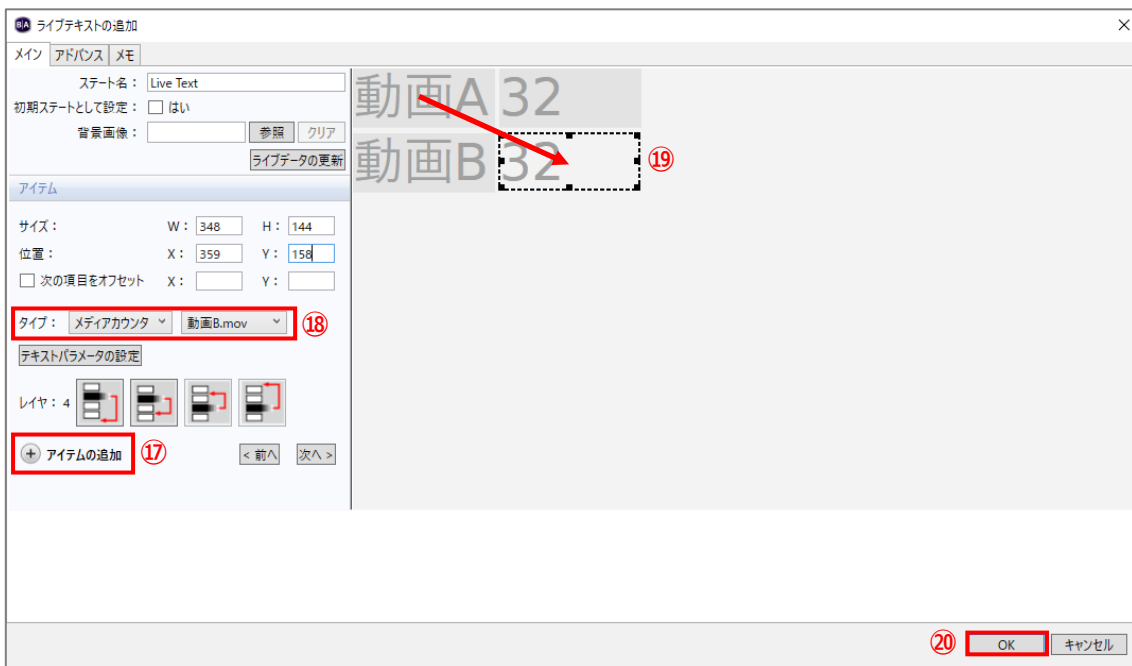 B|A ライブテキストの追加 ×
メイン アドバンス メモ
ステート名： Live Text
初期ステートとして設定： はい
背景画像： 参照 クリア
ライブデータの更新
アイテム
サイズ： W： 348 H： 144
位置： X： 359 Y： 158
次の項目をオフセット X： Y：
タイプ： メディアカウンタ 動画B.mov ⑱
テキストパラメータの設定
レイヤ：4
+ アイテムの追加 ⑰ < 前へ 次へ >
動画A 32
動画B 32 ⑲
⑳ OK キャンセル